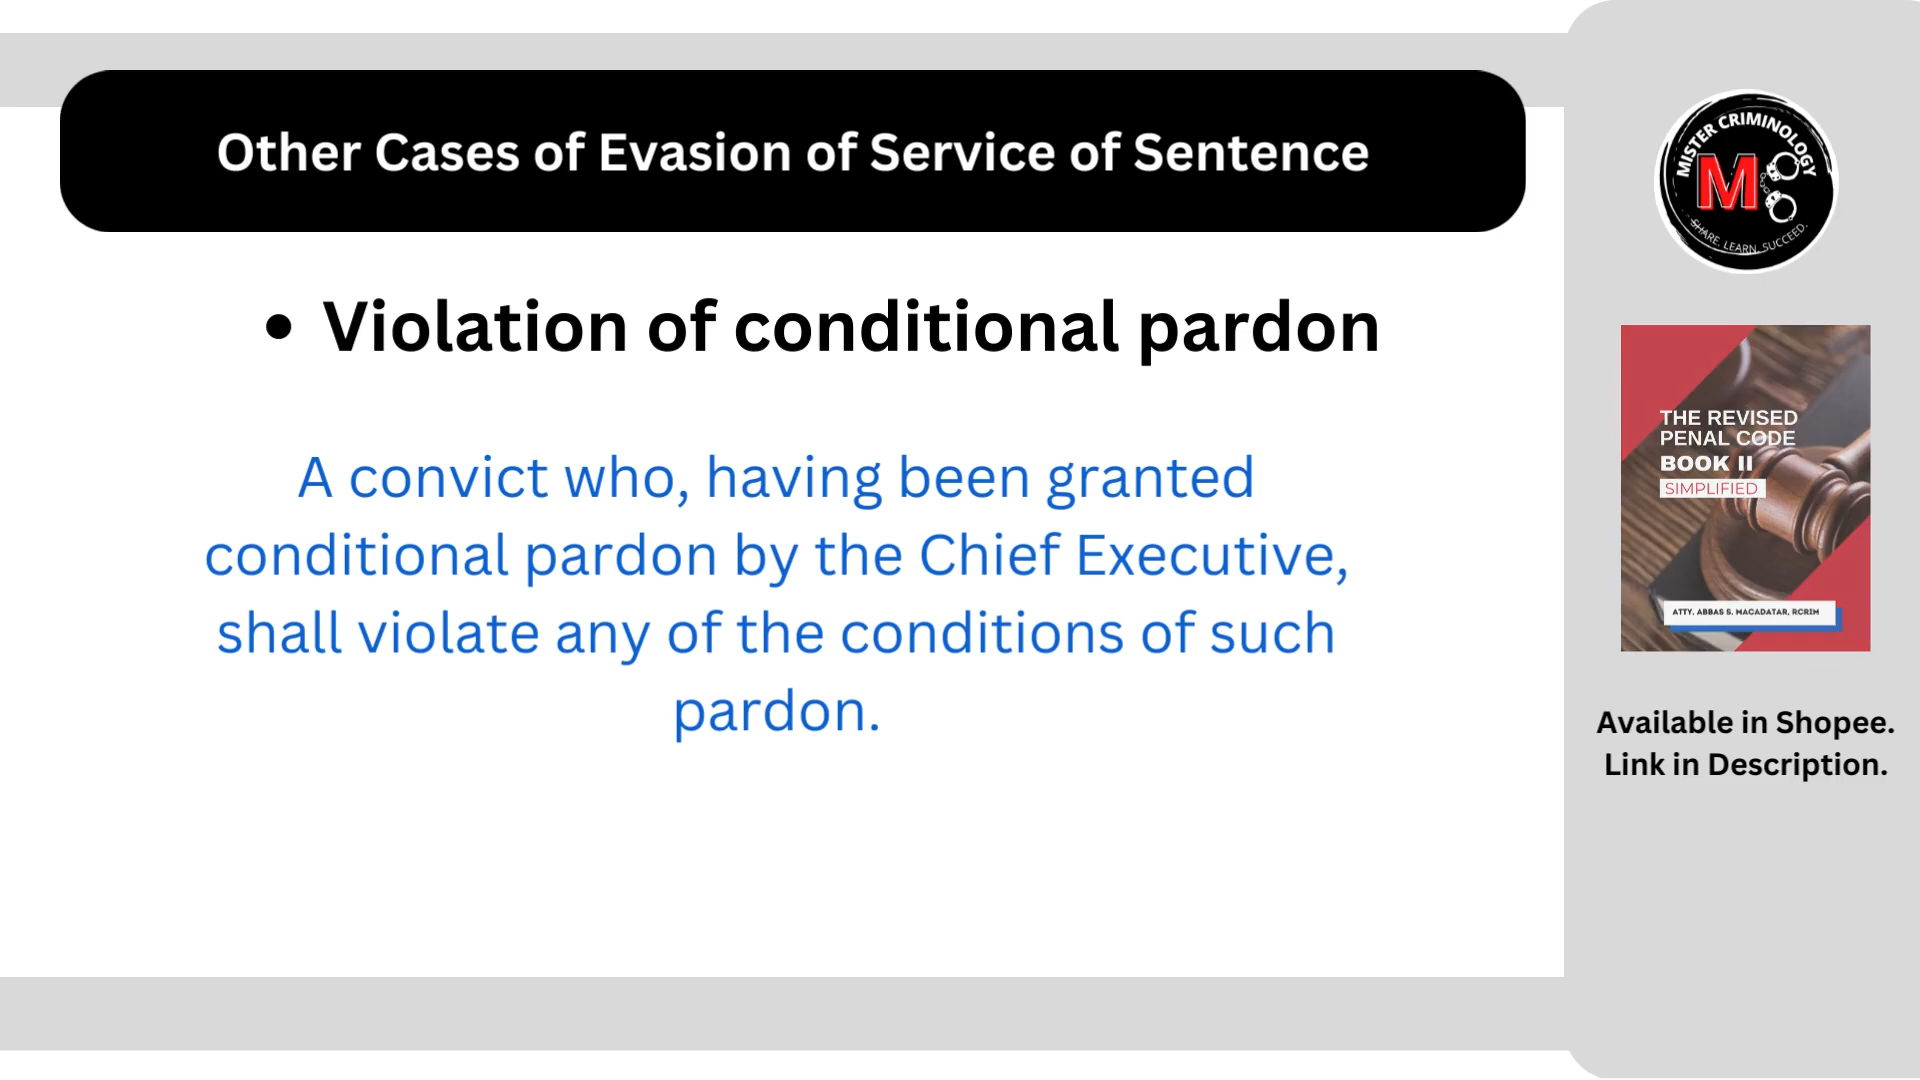 Other Cases of Evasion of Service of Sentence
• Violation of conditional pardon
A convict who, having been granted
conditional pardon by the Chief Executive,
shall violate any of the conditions of such
pardon.
MISTER CRIMINOLOGY
M
SHARE. LEARN. SUCCEED.
THE REVISED
PENAL CODE
BOOK II
SIMPLIFIED
ATTY. ABBAS S. MACADATAR, RCRIM
Available in Shopee.
Link in Description.